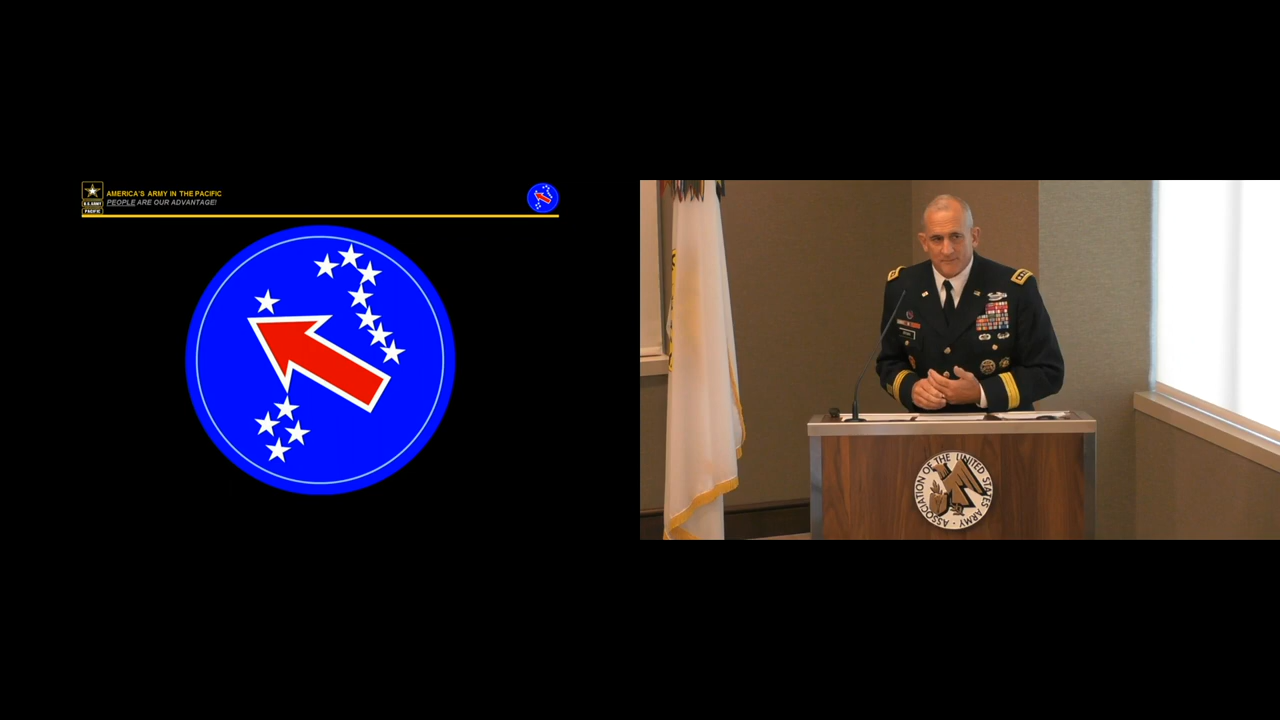 AMERICA'S ARMY IN THE PACIFIC
PEOPLE ARE OUR ADVANTAGE!
U.S. ARMY
PACIFIC
ASSOCIATION OF THE UNITED STATES ARMY